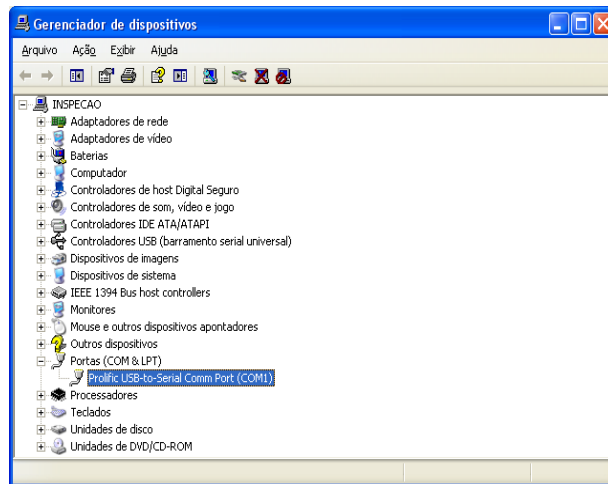 Gerenciador de dispositivos
Arquivo Ação Exibir Ajuda
INSPECAO
Adaptadores de rede
Adaptadores de vídeo
Baterias
Computador
Controladores de host Digital Seguro
Controladores de som, vídeo e jogo
Controladores IDE ATA/ATAPI
Controladores USB (barramento serial universal)
Dispositivos de imagens
Dispositivos de sistema
IEEE 1394 Bus host controllers
Monitores
Mouse e outros dispositivos apontadores
Outros dispositivos
Portas (COM & LPT)
Prolific USB-to-Serial Comm Port (COM1)
Processadores
Teclados
Unidades de disco
Unidades de DVD/CD-ROM